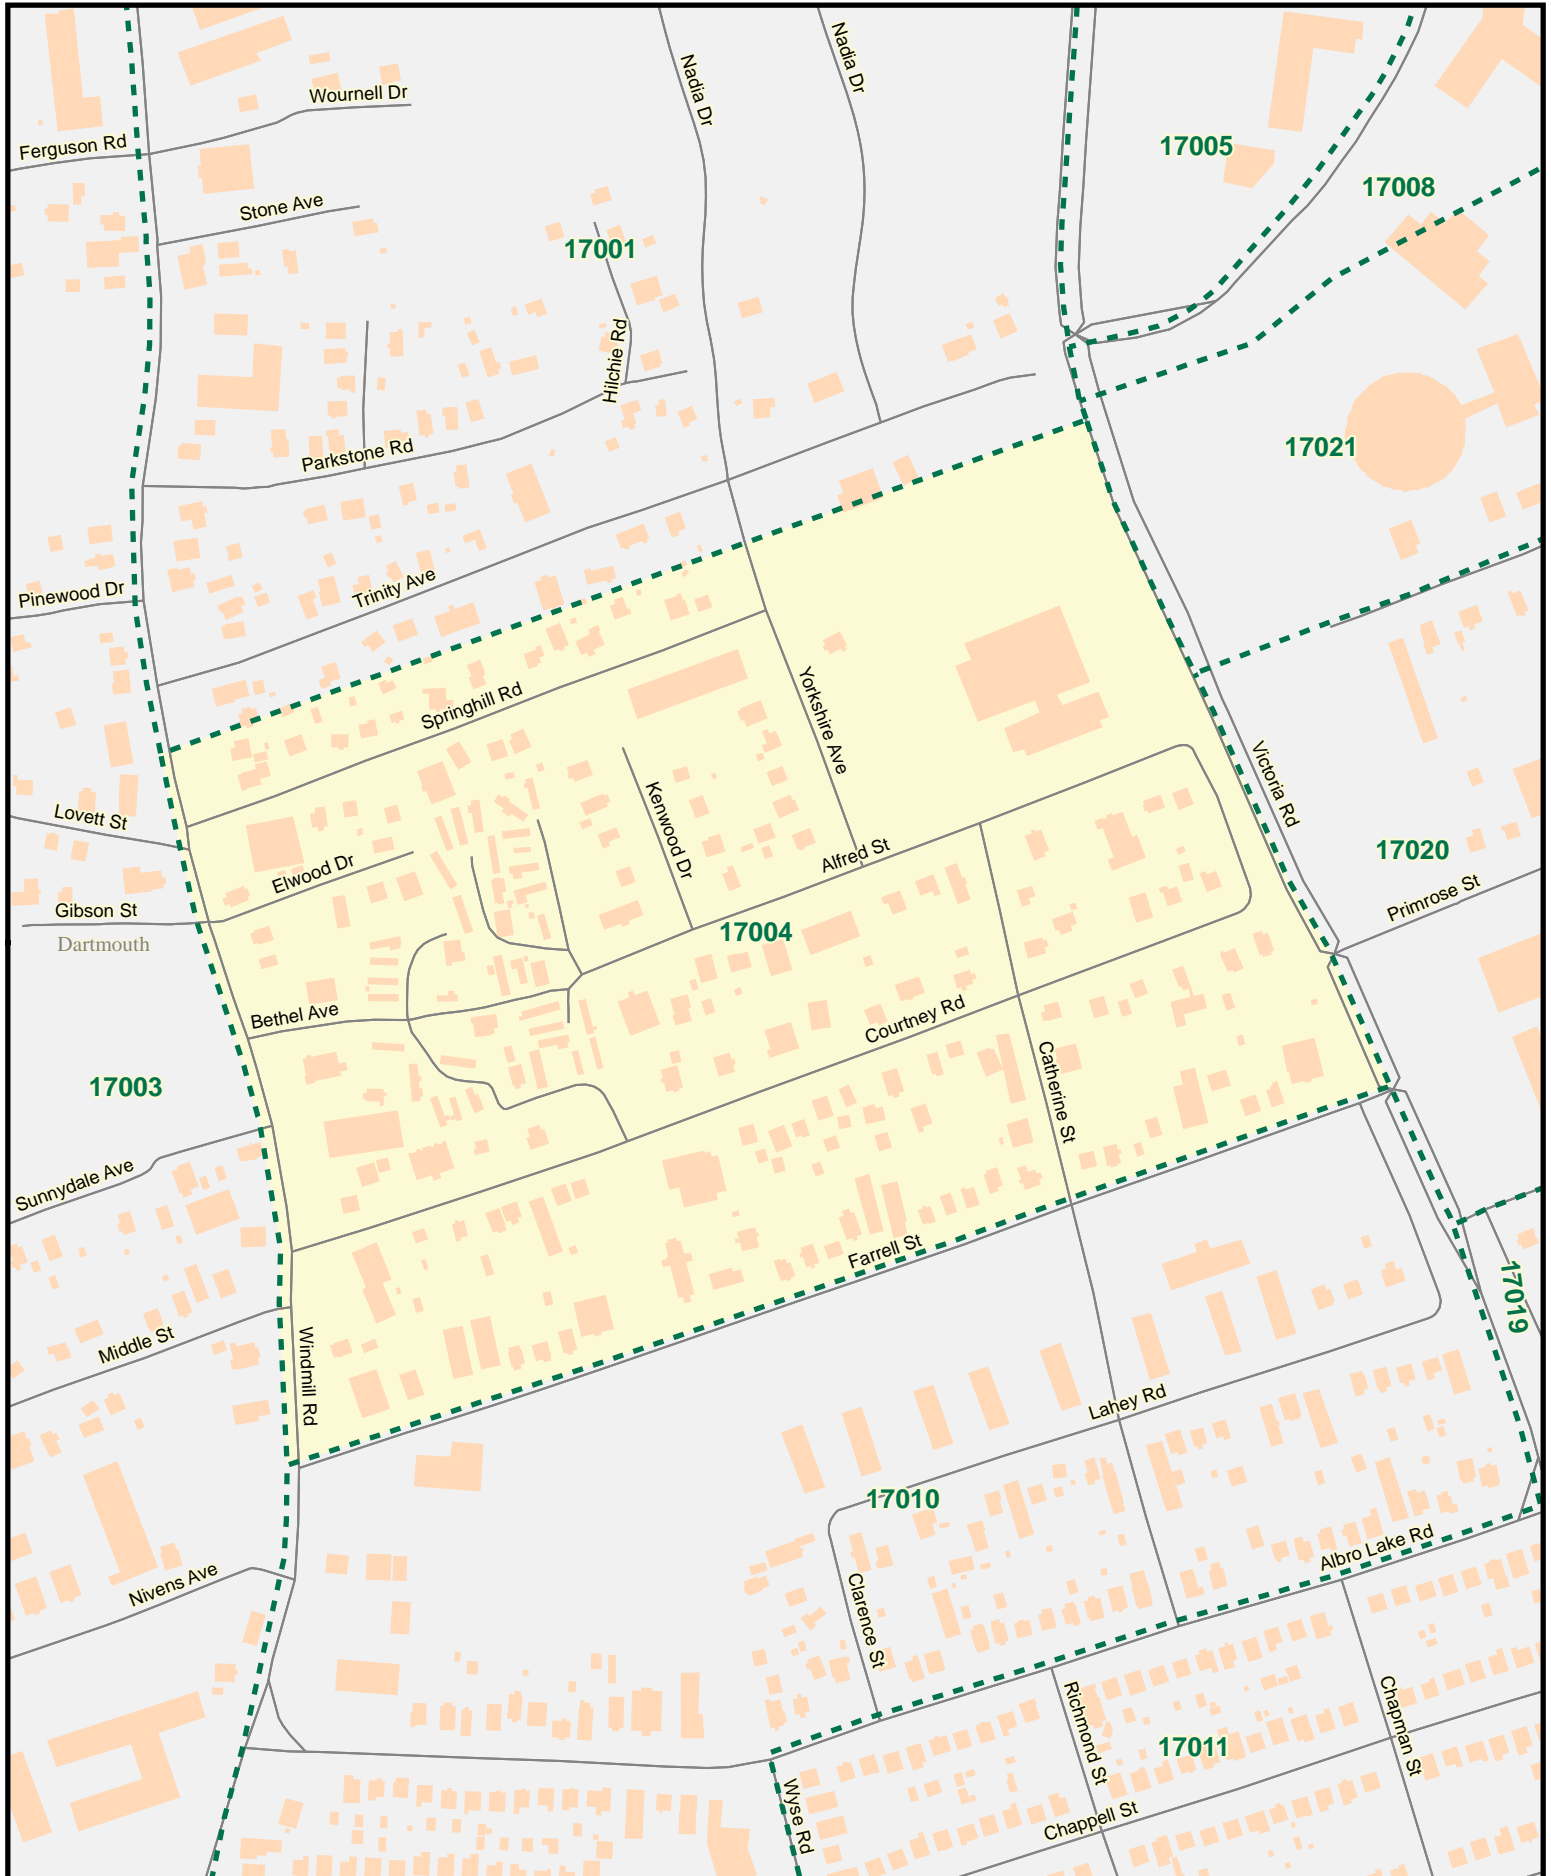 Nadia Dr
Nadia Dr
Wournell Dr
Ferguson Rd
17005
17008
Stone Ave
17001
Hilchie Rd
Parkstone Rd
17021
Trinity Ave
Pinewood Dr
Springhill Rd
Yorkshire Ave
Victoria Rd
Kenwood Dr
Lovett St
Alfred St
17020
Elwood Dr
Primrose St
Gibson St
17004
Dartmouth
Bethel Ave
Courtney Rd
Catherine St
17003
Sunnydale Ave
Farrell St
17019
Middle St
Windmill Rd
Lahey Rd
17010
Albro Lake Rd
Nivens Ave
Clarence St
Richmond St
Chapman St
17011
Wyse Rd
Chappell St